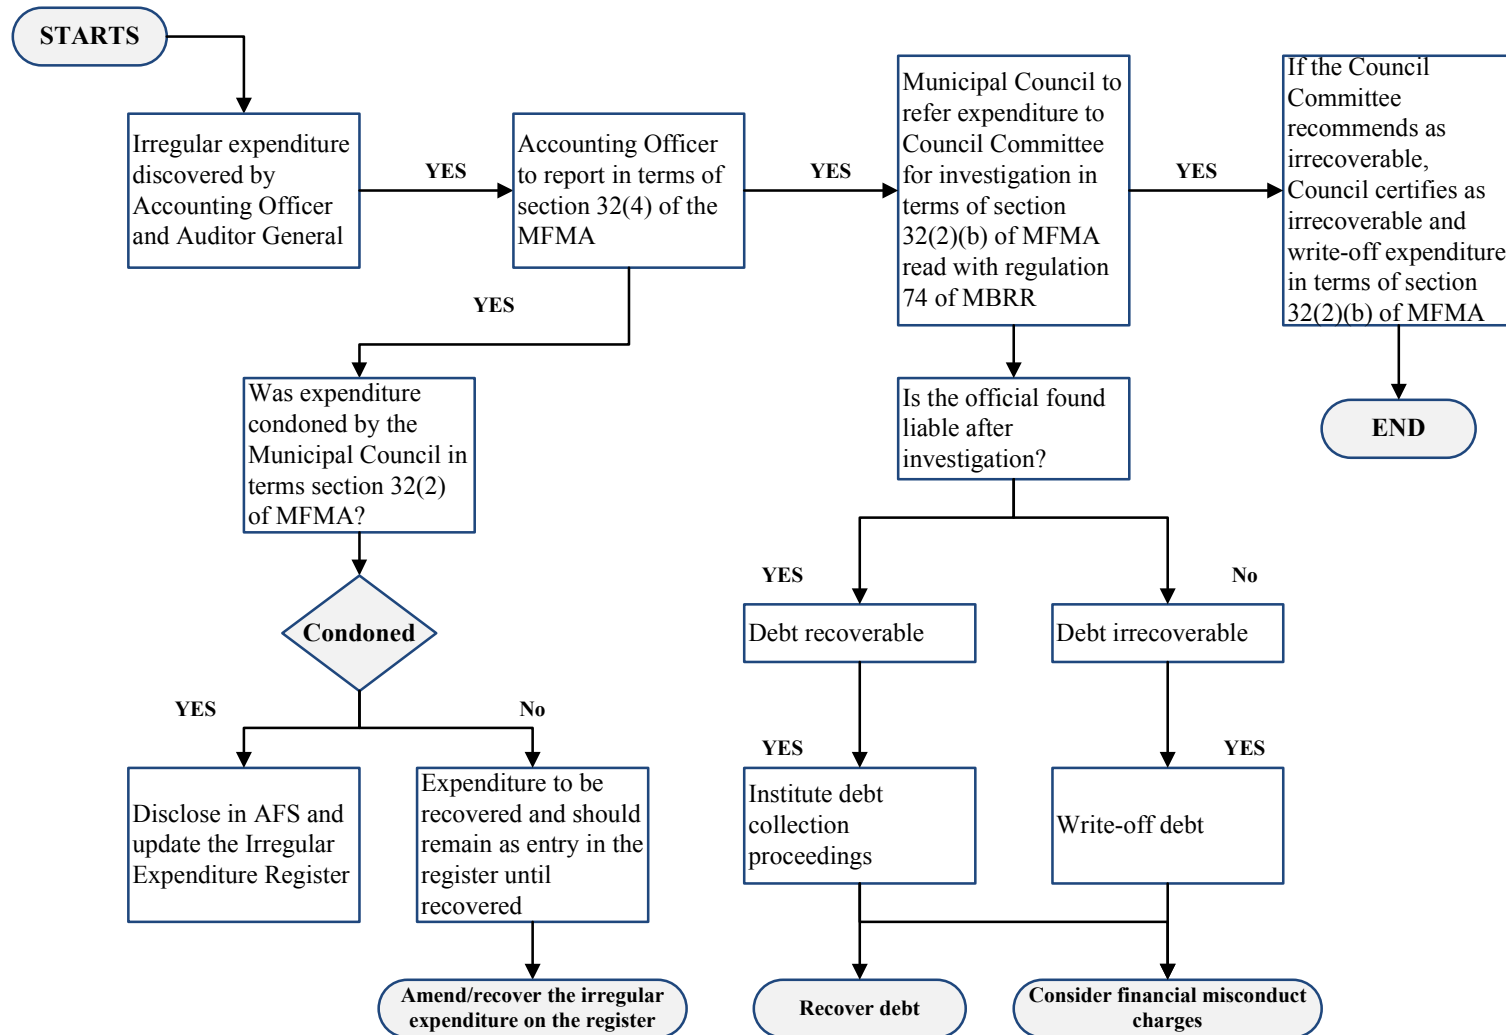 STARTS
Irregular expenditure
discovered by
Accounting Officer
and Auditor General
YES
Accounting Officer
to report in terms of
section 32(4) of the
MFMA
YES
Municipal Council to
refer expenditure to
Council Committee
for investigation in
terms of section
32(2)(b) of MFMA
read with regulation
74 of MBRR
YES
If the Council
Committee
recommends as
irrecoverable,
Council certifies as
irrecoverable and
write-off expenditure
in terms of section
32(2)(b) of MFMA
END
YES
Was expenditure
condoned by the
Municipal Council in
terms section 32(2)
of MFMA?
Condoned
YES
No
Disclose in AFS and
update the Irregular
Expenditure Register
Expenditure to be
recovered and should
remain as entry in the
register until
recovered
Amend/recover the irregular
expenditure on the register
Is the official found
liable after
investigation?
YES
No
Debt recoverable
Debt irrecoverable
YES
YES
Institute debt
collection
proceedings
Write-off debt
Recover debt
Consider financial misconduct
charges